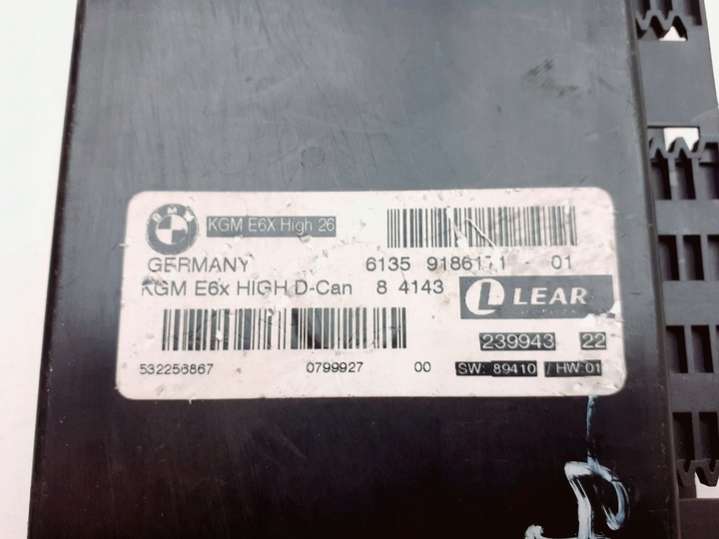 BMW KGM E6X High 26
GERMANY 6135 - 01
KGM E6x HIGH D-Can 8 4143 LEAR
239943 22
532256867 0799927 00 SW: 89410 / HW:01